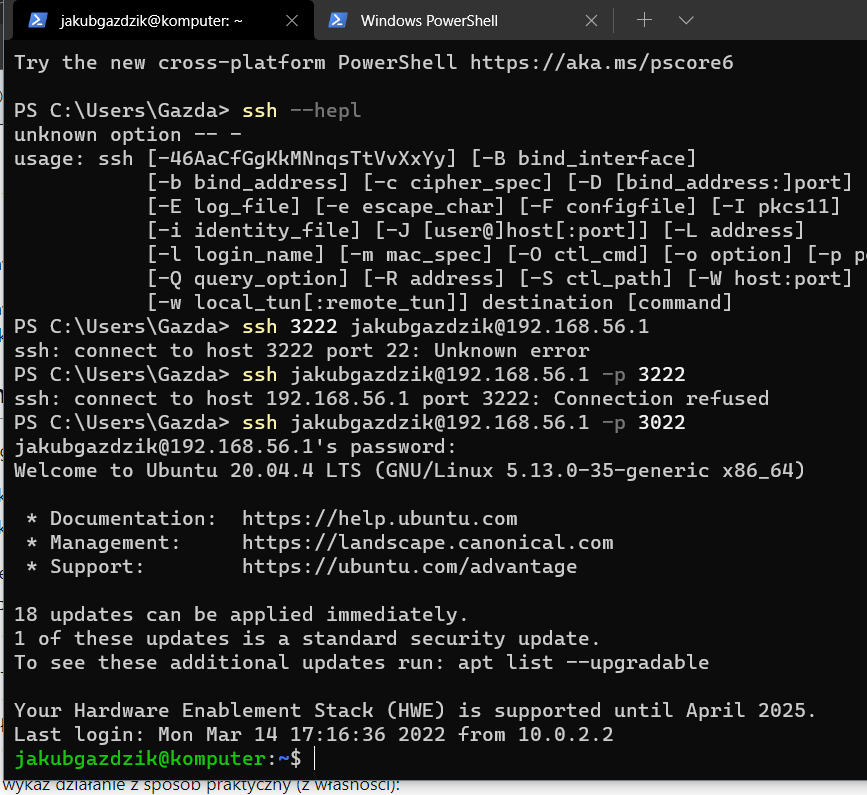 jakubgazdzik@komputer: ~
Windows PowerShell
Try the new cross-platform PowerShell https://aka.ms/pscore6
PS C:\Users\Gazda> ssh --hepl
unknown option -- -
usage: ssh [-46AaCfGgKkMNnqsTtVvXxYy] [-B bind_interface]
[-b bind_address] [-c cipher_spec] [-D [bind_address:]port]
[-E log_file] [-e escape_char] [-F configfile] [-I pkcs11]
[-i identity_file] [-J [user@]host[:port]] [-L address]
[-l login_name] [-m mac_spec] [-O ctl_cmd] [-o option] [-p p
[-Q query_option] [-R address] [-S ctl_path] [-W host:port]
[-w local_tun[:remote_tun]] destination [command]
PS C:\Users\Gazda> ssh 3222 jakubgazdzik@192.168.56.1
ssh: connect to host 3222 port 22: Unknown error
PS C:\Users\Gazda> ssh jakubgazdzik@192.168.56.1 -p 3222
ssh: connect to host 192.168.56.1 port 3222: Connection refused
PS C:\Users\Gazda> ssh jakubgazdzik@192.168.56.1 -p 3022
jakubgazdzik@192.168.56.1's password:
Welcome to Ubuntu 20.04.4 LTS (GNU/Linux 5.13.0-35-generic x86_64)
* Documentation: https://help.ubuntu.com
* Management: https://landscape.canonical.com
* Support: https://ubuntu.com/advantage
18 updates can be applied immediately.
1 of these updates is a standard security update.
To see these additional updates run: apt list --upgradable
Your Hardware Enablement Stack (HWE) is supported until April 2025.
Last login: Mon Mar 14 17:16:36 2022 from 10.0.2.2
jakubgazdzik@komputer:~$
wykaż działanie z sposób praktyczny (z własności):